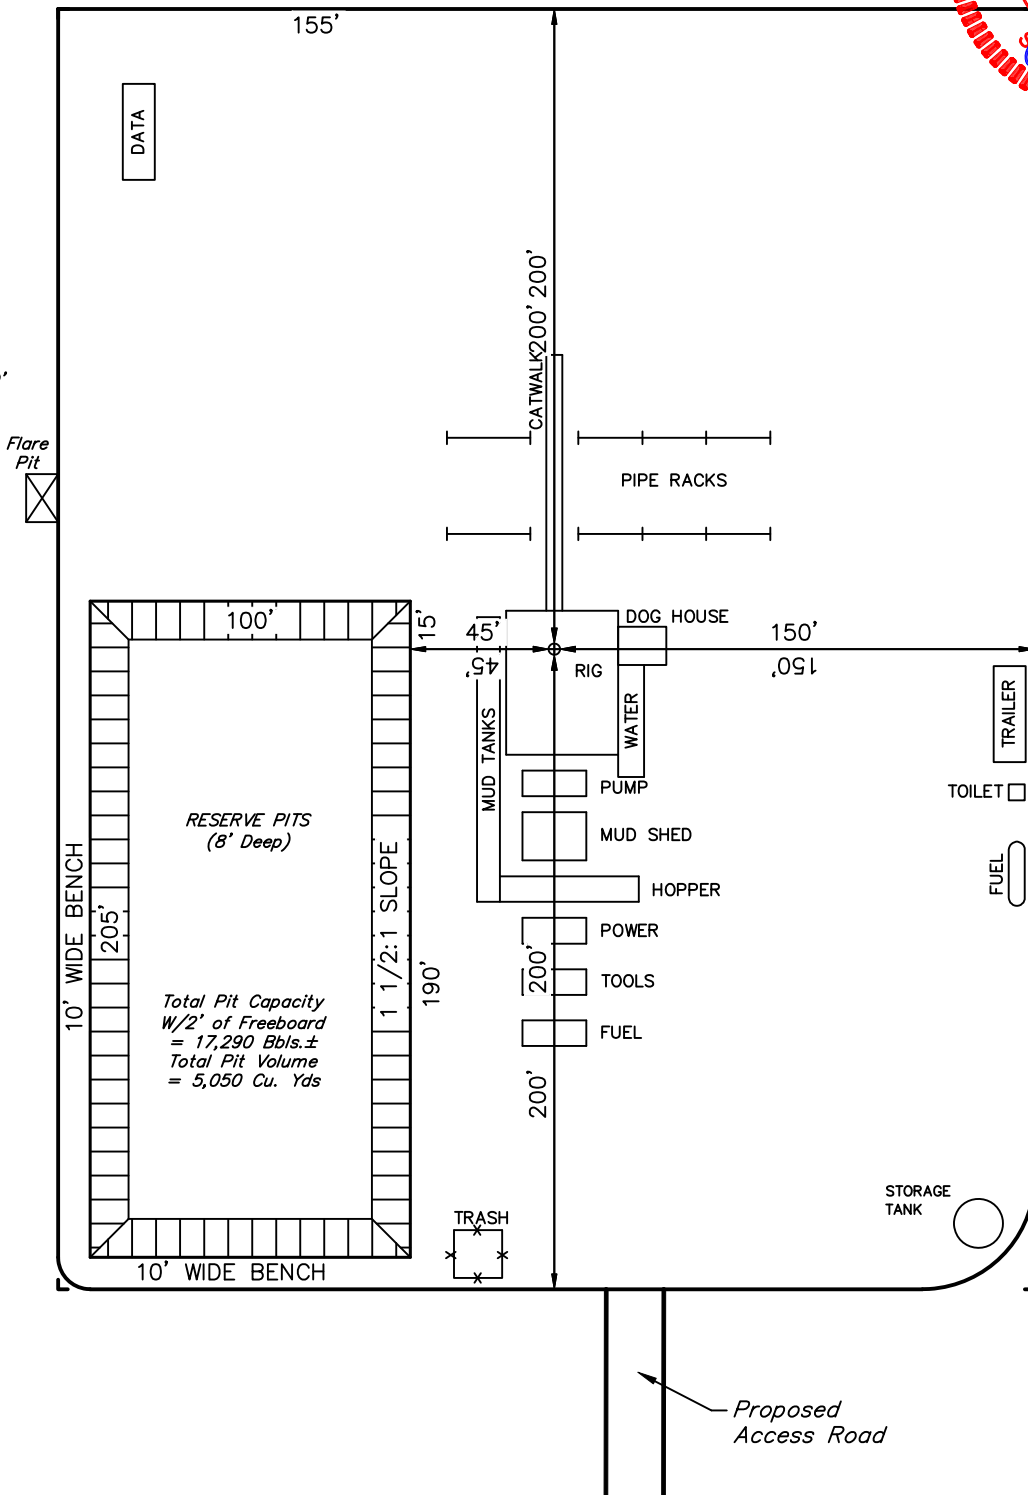 155'
DATA
200'
200'
CATWALK
Flare
Pit
PIPE RACKS
100'
15'
45'
45'
DOG HOUSE
150'
150'
RIG
WATER
TRAILER
MUD TANKS
PUMP
TOILET
RESERVE PITS
(8' Deep)
MUD SHED
FUEL
HOPPER
10' WIDE BENCH
205'
1 1/2:1 SLOPE
190'
POWER
200'
TOOLS
Total Pit Capacity
W/2' of Freeboard
= 17,290 Bbls.±
Total Pit Volume
= 5,050 Cu. Yds
FUEL
200'
STORAGE
TANK
TRASH
10' WIDE BENCH
Proposed
Access Road